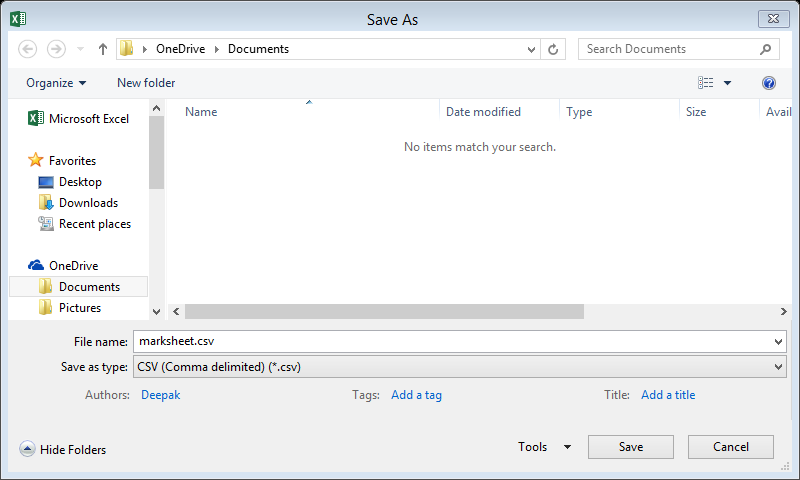 Save As
OneDrive Documents
Search Documents
Organize New folder
Name Date modified Type Size Avail
No items match your search.
Microsoft Excel
Favorites
Desktop
Downloads
Recent places
OneDrive
Documents
Pictures
File name: marksheet.csv
Save as type: CSV (Comma delimited) (*.csv)
Authors: Deepak Tags: Add a tag Title: Add a title
Hide Folders Tools Save Cancel